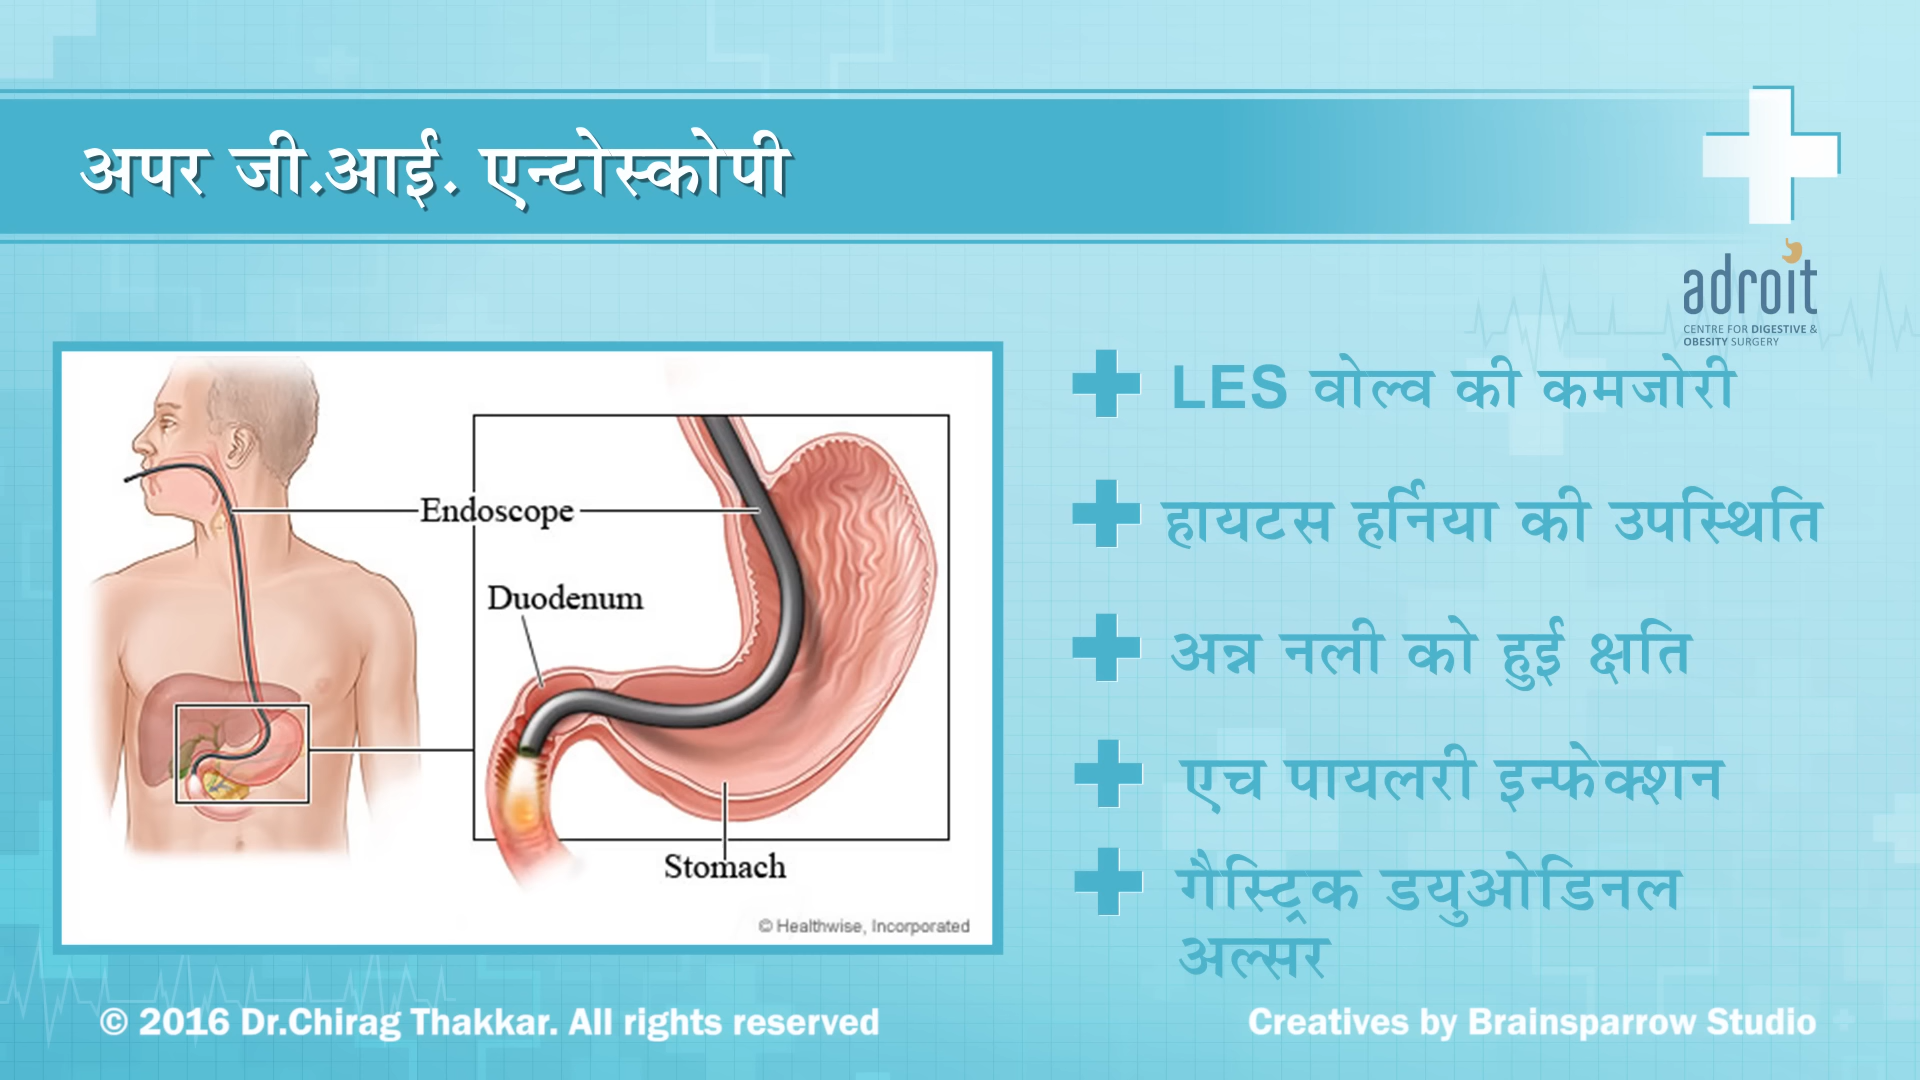 अपर जी.आई. एन्टोस्कोपी
adroit
CENTRE FOR DIGESTIVE &
OBESITY SURGERY
Endoscope
Duodenum
Stomach
© Healthwise, Incorporated
LES वोल्व की कमजोरी
हायटस हर्निया की उपस्थिति
अन्न नली को हुई क्षति
एच पायलरी इन्फेक्शन
गैस्ट्रिक डयुओडिनल
अल्सर
© 2016 Dr.Chirag Thakkar. All rights reserved
Creatives by Brainsparrow Studio